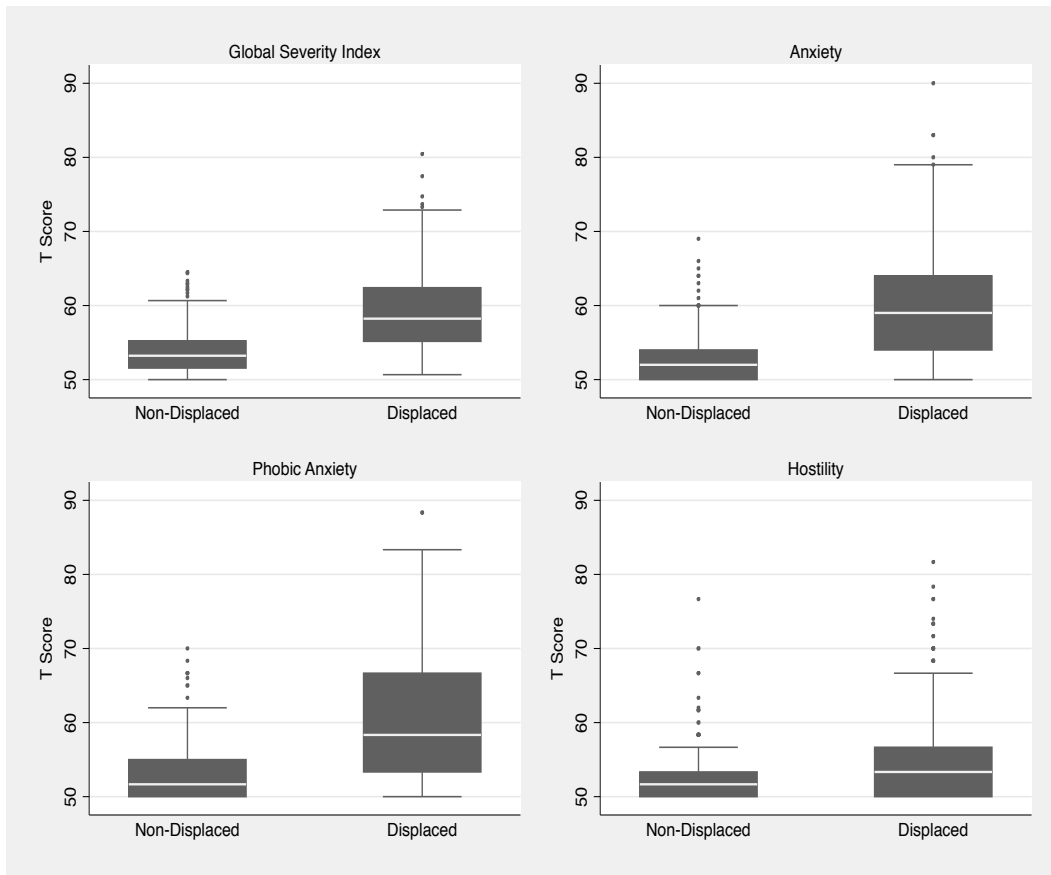 Global Severity Index
T Score
90
80
70
60
50
Non-Displaced Displaced
Anxiety
90
80
70
60
50
Non-Displaced Displaced
Phobic Anxiety
T Score
90
80
70
60
50
Non-Displaced Displaced
Hostility
T Score
90
80
70
60
50
Non-Displaced Displaced